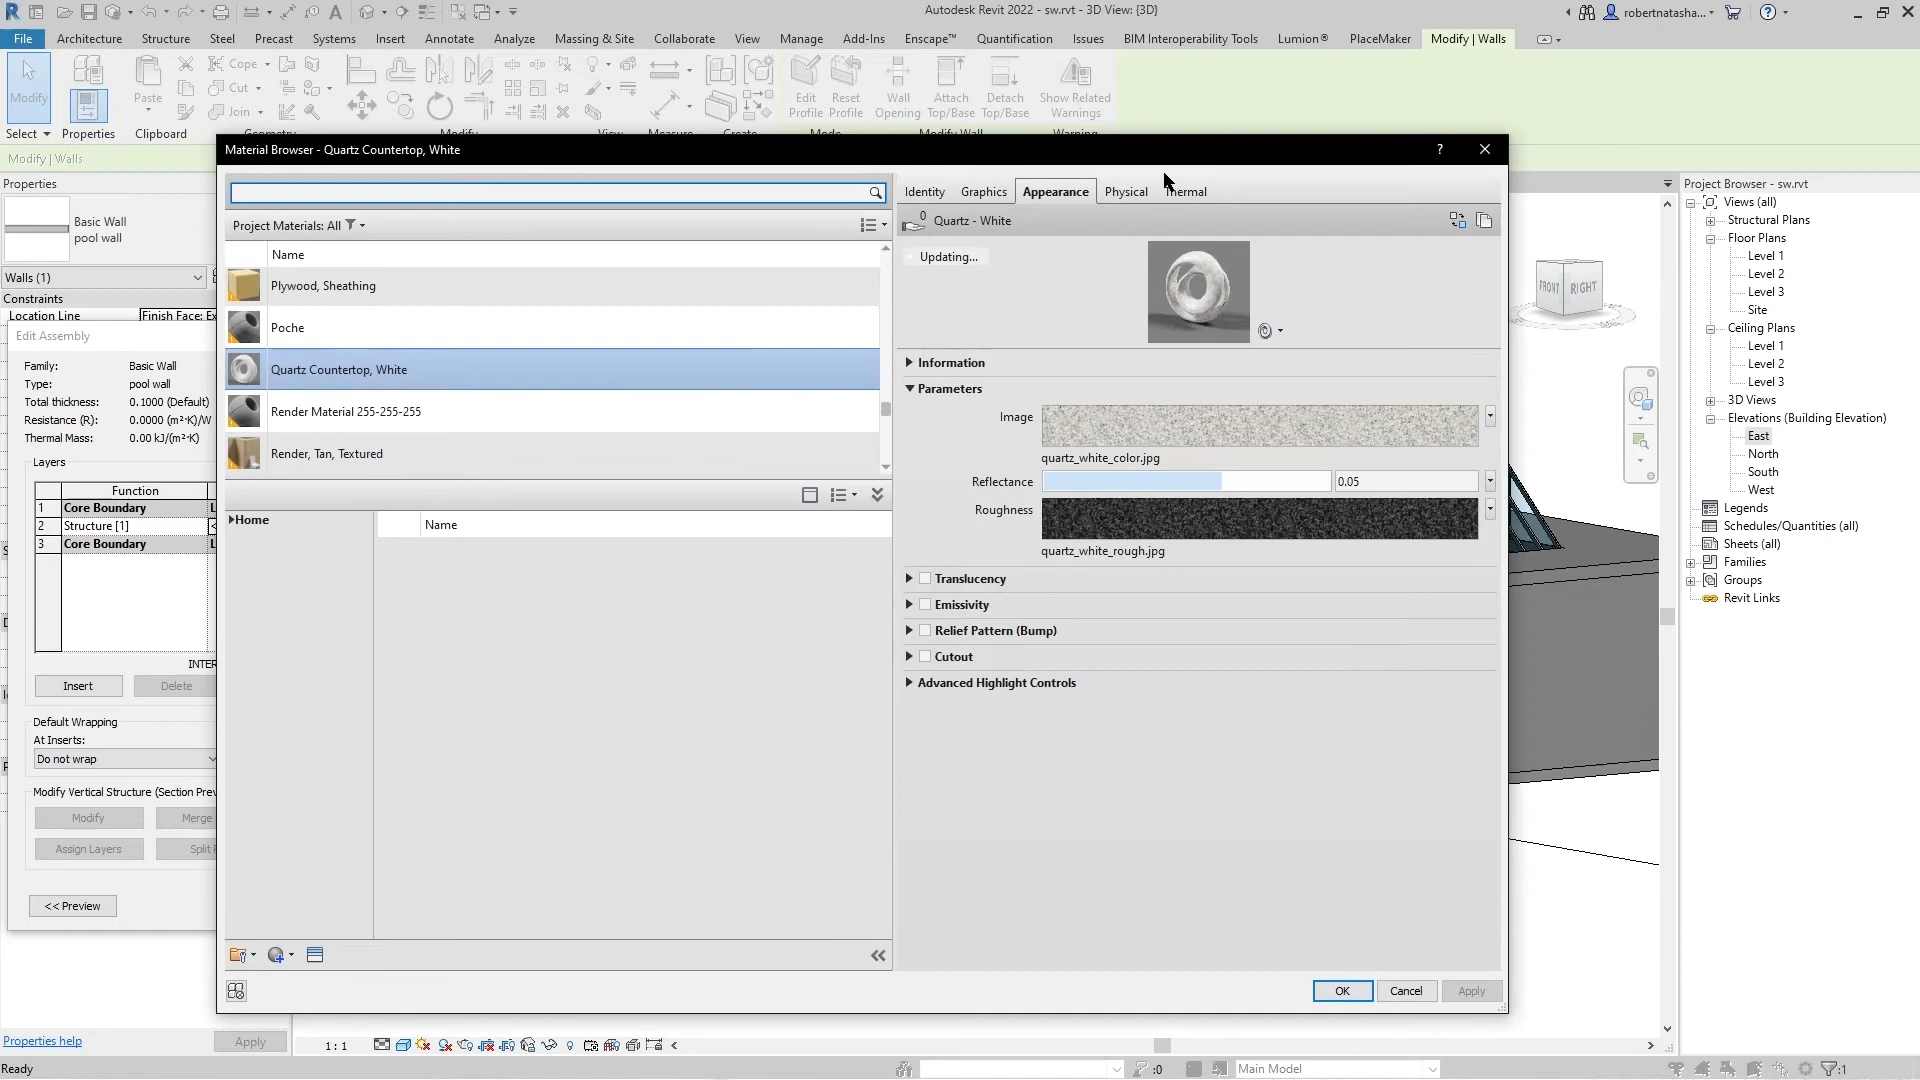 Autodesk Revit 2022 - sw.rvt - 3D View: {3D}
robertnatasha...
File Architecture Structure Steel Precast Systems Insert Annotate Analyze Massing & Site Collaborate View Manage Add-Ins Enscape™ Quantification Issues BIM Interoperability Tools Lumion® PlaceMaker Modify | Walls
Modify
Paste
Cope
Cut
Join
Edit Profile
Reset Profile
Wall Opening
Attach Top/Base
Detach Top/Base
Show Related Warnings
Select Properties Clipboard Geometry Modify View Measure Create Mode Modify Wall Warning
Modify | Walls
Material Browser - Quartz Countertop, White
Properties
Basic Wall
pool wall
Walls (1)
Constraints
Location Line Finish Face: Ex
Edit Assembly
Family: Basic Wall
Type: pool wall
Total thickness: 0.1000 (Default)
Resistance (R): 0.0000 (m²·K)/W
Thermal Mass: 0.00 kJ/(m²·K)
Layers
Function
1 Core Boundary L
2 Structure [1] <
3 Core Boundary L
INTER
Insert Delete
Default Wrapping
At Inserts:
Do not wrap
Modify Vertical Structure (Section Prev
Modify Merge
Assign Layers Split
<< Preview
Properties help Apply
Project Materials: All
Name
Plywood, Sheathing
Poche
Quartz Countertop, White
Render Material 255-255-255
Render, Tan, Textured
Home
Name
Identity Graphics Appearance Physical Thermal
0 Quartz - White
Updating...
Information
Parameters
Image
quartz_white_color.jpg
Reflectance 0.05
Roughness
quartz_white_rough.jpg
Translucency
Emissivity
Relief Pattern (Bump)
Cutout
Advanced Highlight Controls
OK Cancel Apply
FRONT RIGHT
Project Browser - sw.rvt
Views (all)
Structural Plans
Floor Plans
Level 1
Level 2
Level 3
Site
Ceiling Plans
Level 1
Level 2
Level 3
3D Views
Elevations (Building Elevation)
East
North
South
West
Legends
Schedules/Quantities (all)
Sheets (all)
Families
Groups
Revit Links
1 : 1
Ready
:0
Main Model
:1